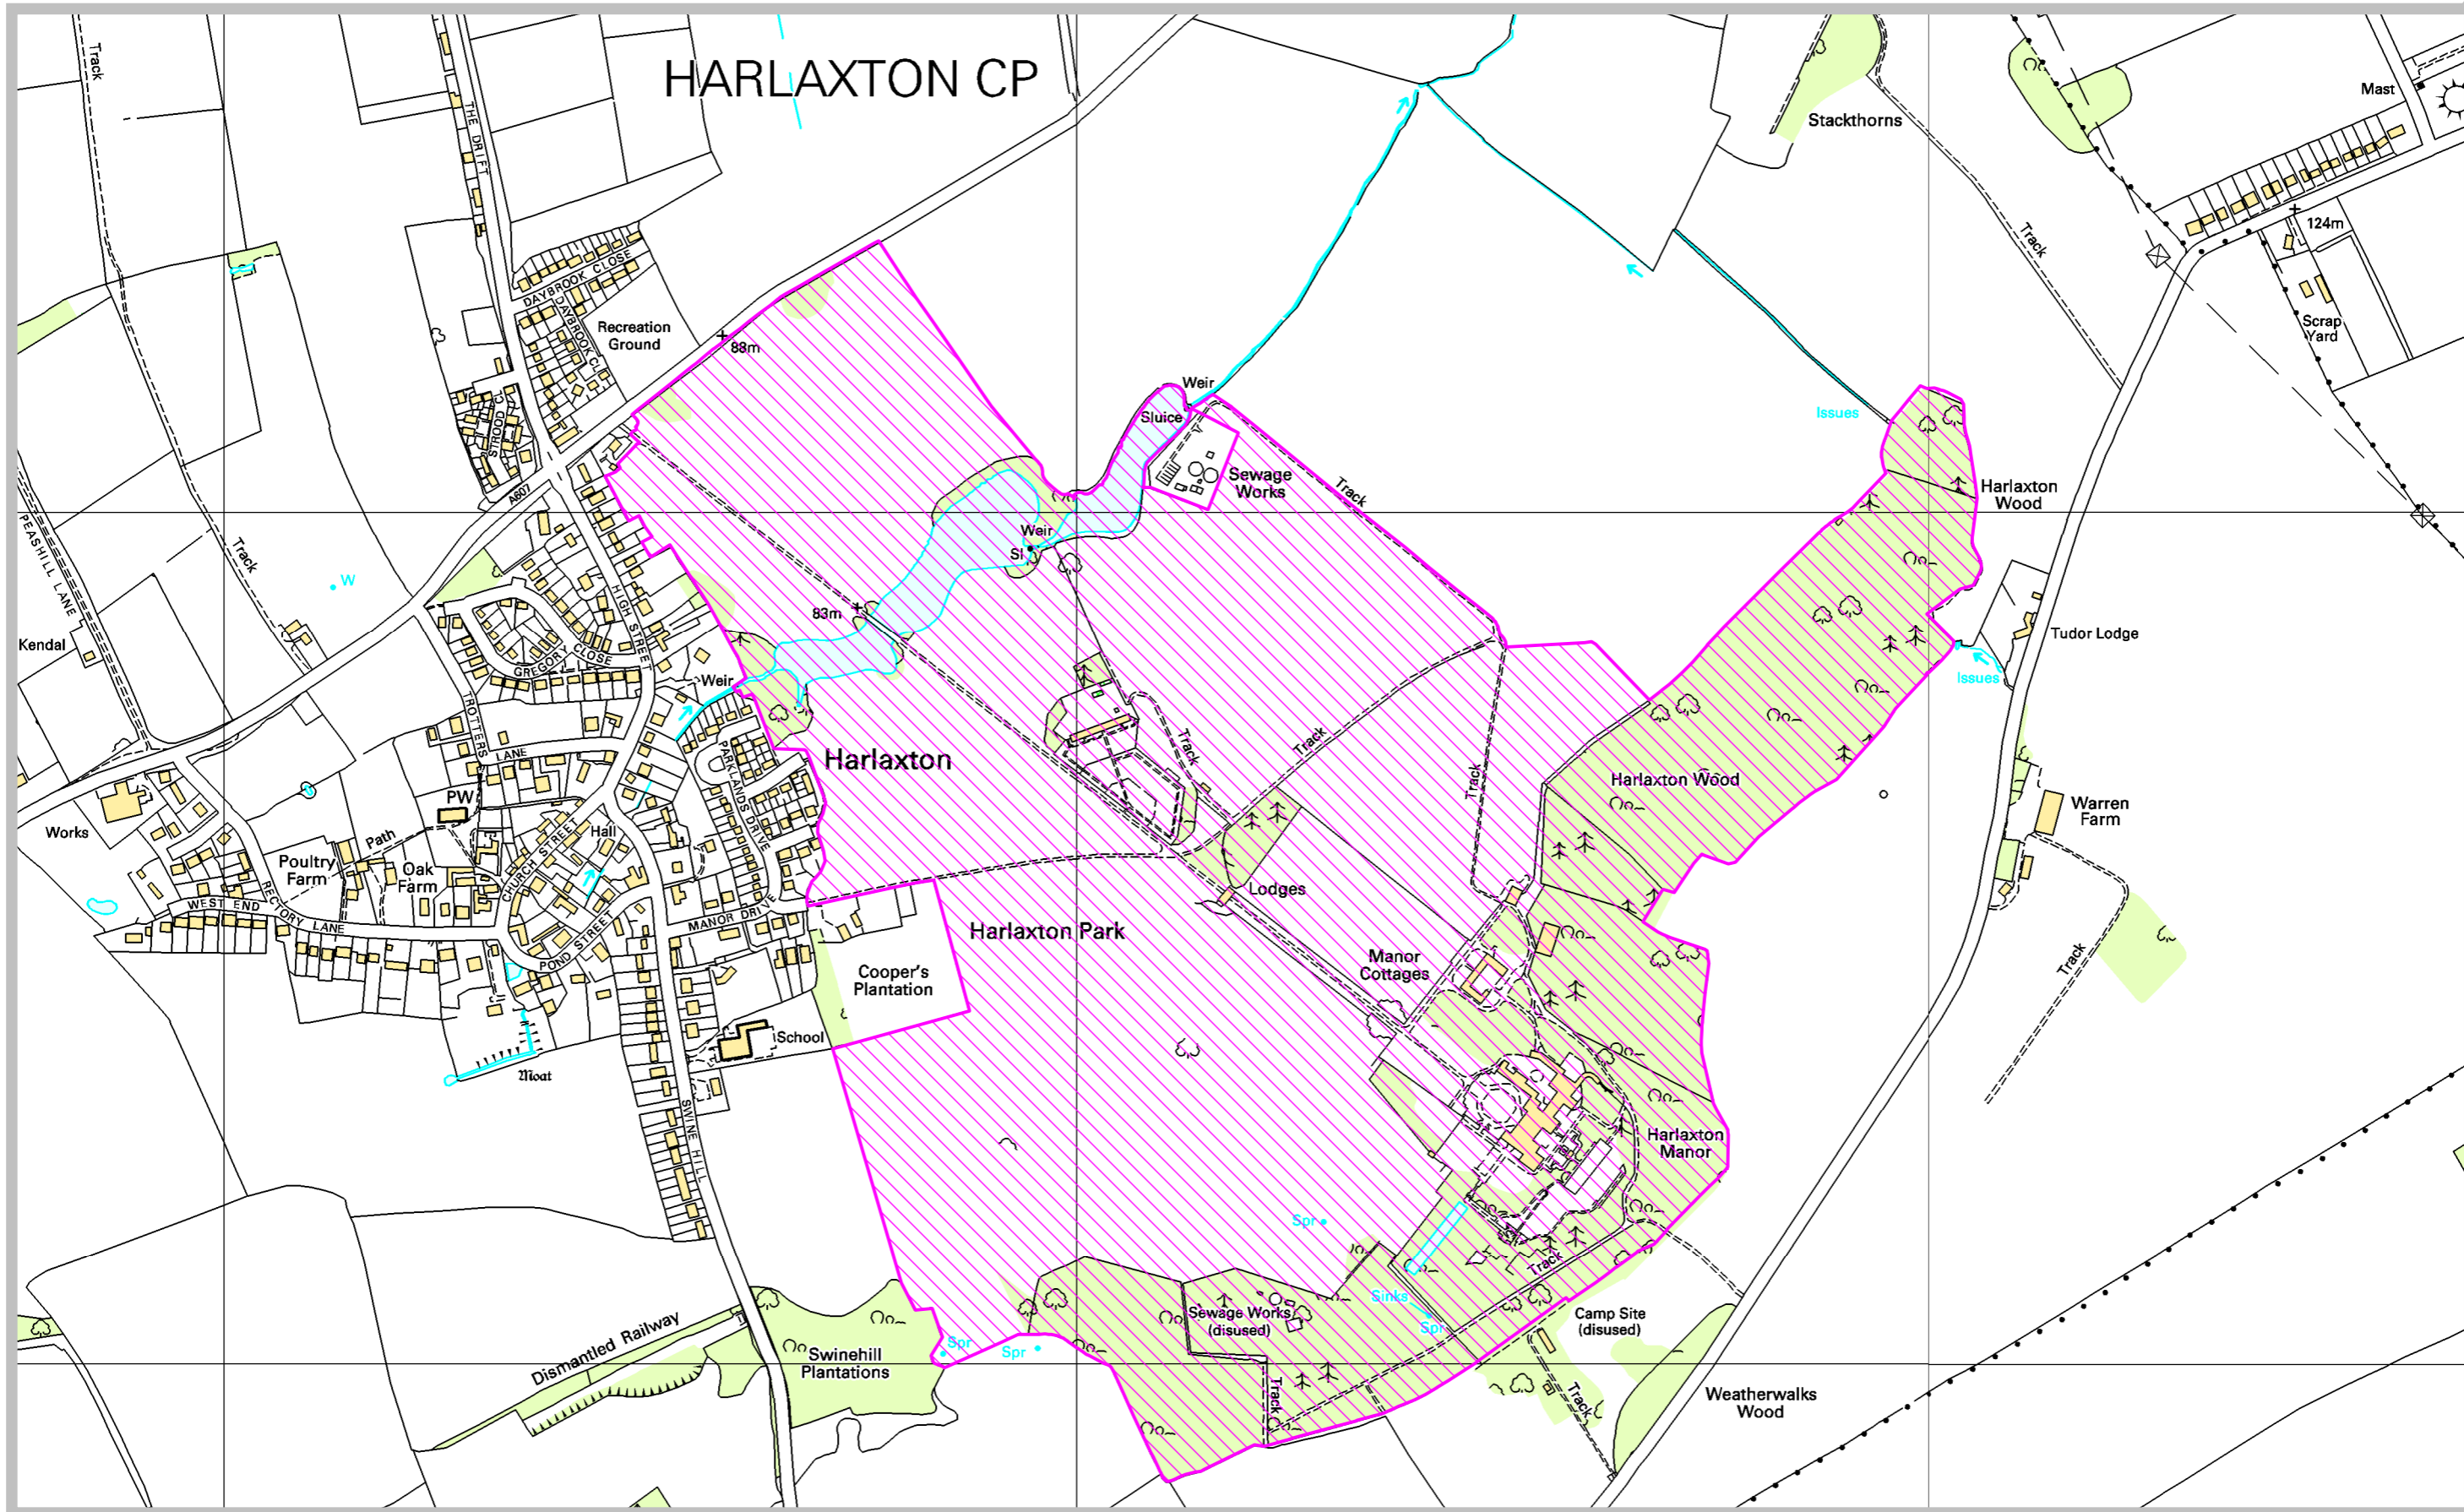 HARLAXTON CP
Track
THE DRIFT
Stackthorns
Mast
124m
Track
Scrap
Yard
DAYBROOK CLOSE
DAYBROOK CL
Recreation
Ground
88m
STROOD CL
A607
Weir
Sluice
Sewage
Works
Track
Issues
Harlaxton
Wood
PEASHILL LANE
Track
W
Kendal
HIGH STREET
GREGORY CLOSE
TROTTERS
LANE
Weir
Sl
83m
Weir
Tudor Lodge
Issues
PARKLANDS DRIVE
Harlaxton
Track
Track
Track
Harlaxton Wood
Warren
Farm
Works
PW
Path
Hall
Poultry
Farm
Oak
Farm
CHURCH STREET
WEST END
RECTORY LANE
POND STREET
MANOR DRIVE
Lodges
Harlaxton Park
Manor
Cottages
Cooper's
Plantation
Track
School
Moat
SWINE HILL
Harlaxton
Manor
Spr
Track
Sinks
Spr
Sewage Works
(disused)
Camp Site
(disused)
Dismantled Railway
Swinehill
Plantations
Spr
Spr
Track
Track
Weatherwalks
Wood